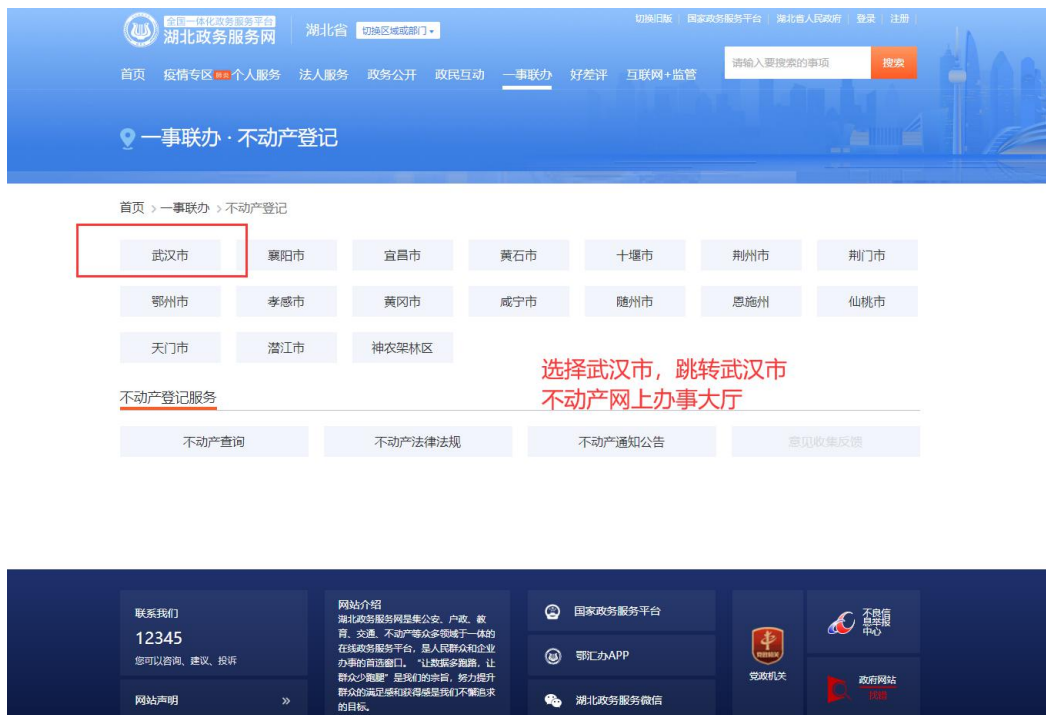 全国一体化政务服务平台
湖北政务服务网
湖北省 切换区域或部门
切换旧版 | 国家政务服务平台 | 湖北省人民政府 | 登录 | 注册
首页 疫情专区 个人服务 法人服务 政务公开 政民互动 一事联办 好差评 互联网+监管
请输入要搜索的事项 搜索
一事联办 · 不动产登记
首页 > 一事联办 > 不动产登记
武汉市 襄阳市 宜昌市 黄石市 十堰市 荆州市 荆门市
鄂州市 孝感市 黄冈市 咸宁市 随州市 恩施州 仙桃市
天门市 潜江市 神农架林区
选择武汉市，跳转武汉市
不动产网上办事大厅
不动产登记服务
不动产查询 不动产法律法规 不动产通知公告 意见收集反馈
联系我们
12345
您可以咨询、建议、投诉
网站声明 »
网站介绍
湖北政务服务网是集公安、户政、教
育、交通、不动产等众多领域于一体的
在线政务服务平台，是人民群众和企业
办事的首选窗口。“让数据多跑路，让
群众少跑腿”是我们的宗旨，努力提升
群众的满足感和获得感是我们不懈追求
的目标。
国家政务服务平台
鄂汇办APP
湖北政务服务微信
党政机关
不良信
息举报
中心
政府网站
找错